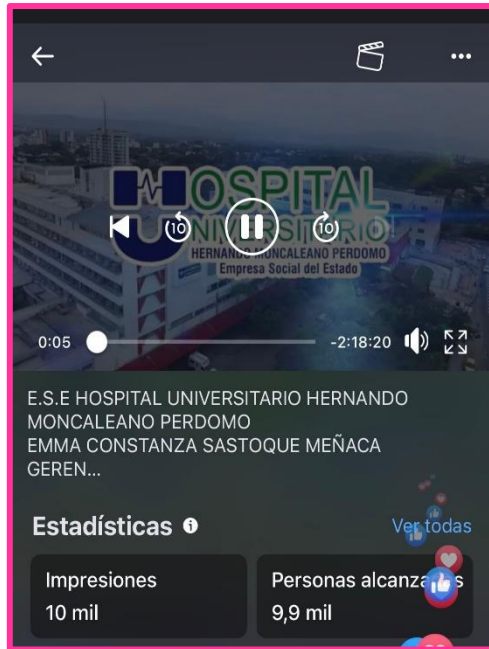 HOSPITAL
UNIVERSITARIO
HERNANDO MONCALEANO PERDOMO
Empresa Social del Estado
10
10
0:05
-2:18:20
E.S.E HOSPITAL UNIVERSITARIO HERNANDO
MONCALEANO PERDOMO
EMMA CONSTANZA SASTOQUE MEÑACA
GEREN...
Estadísticas
Ver todas
Impresiones
10 mil
Personas alcanzadas
9,9 mil